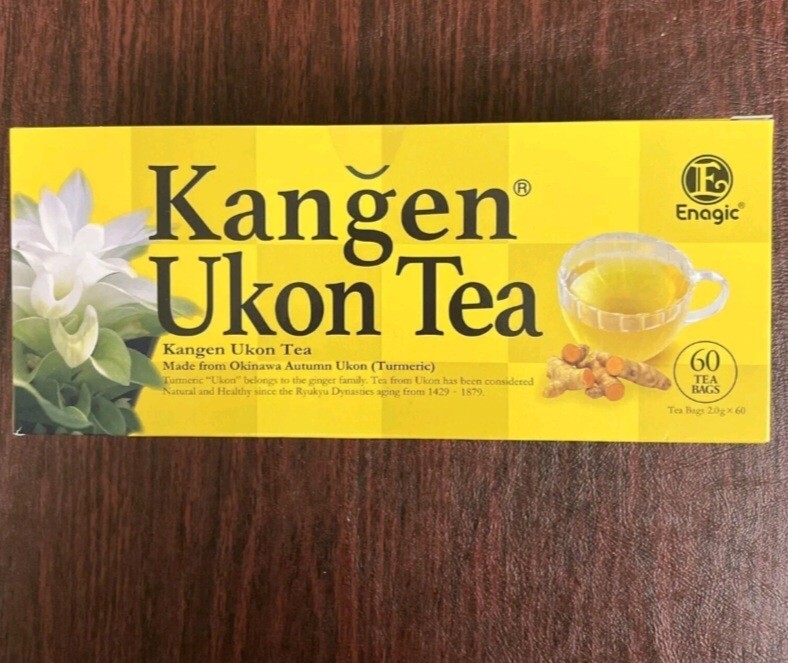 Kanğen®
Ukon Tea
E
Enagic®
Kangen Ukon Tea
Made from Okinawa Autumn Ukon (Turmeric)
Turmeric “Ukon” belongs to the ginger family. Tea from Ukon has been considered
Natural and Healthy since the Ryukyu Dynasties aging from 1429 - 1879.
60
TEA
BAGS
Tea Bags 2.0g × 60